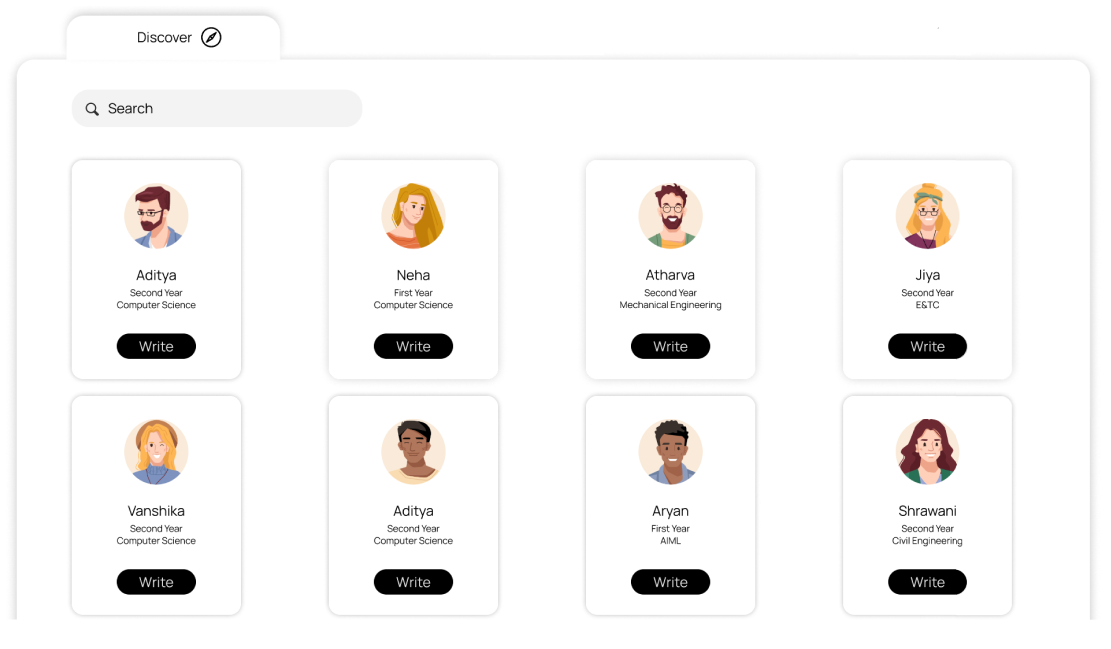 Discover
Search
Aditya
Second Year
Computer Science
Write
Neha
First Year
Computer Science
Write
Atharva
Second Year
Mechanical Engineering
Write
Jiya
Second Year
E&TC
Write
Vanshika
Second Year
Computer Science
Write
Aditya
Second Year
Computer Science
Write
Aryan
First Year
AIML
Write
Shrawani
Second Year
Civil Engineering
Write